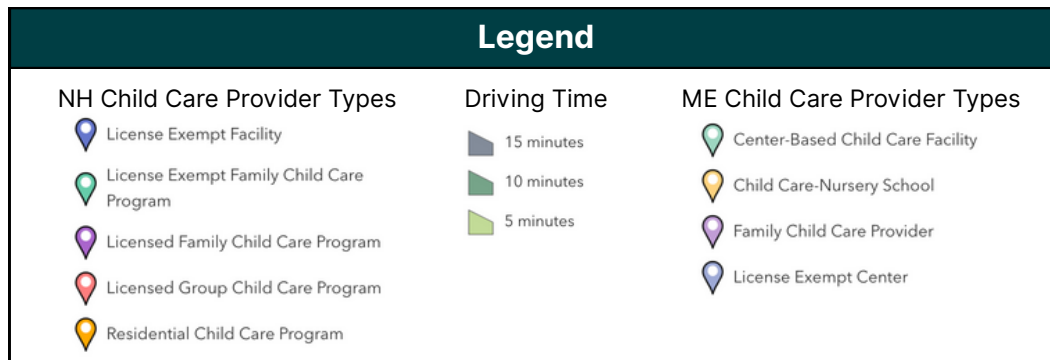 Legend
NH Child Care Provider Types
License Exempt Facility
License Exempt Family Child Care
Program
Licensed Family Child Care Program
Licensed Group Child Care Program
Residential Child Care Program
Driving Time
15 minutes
10 minutes
5 minutes
ME Child Care Provider Types
Center-Based Child Care Facility
Child Care-Nursery School
Family Child Care Provider
License Exempt Center